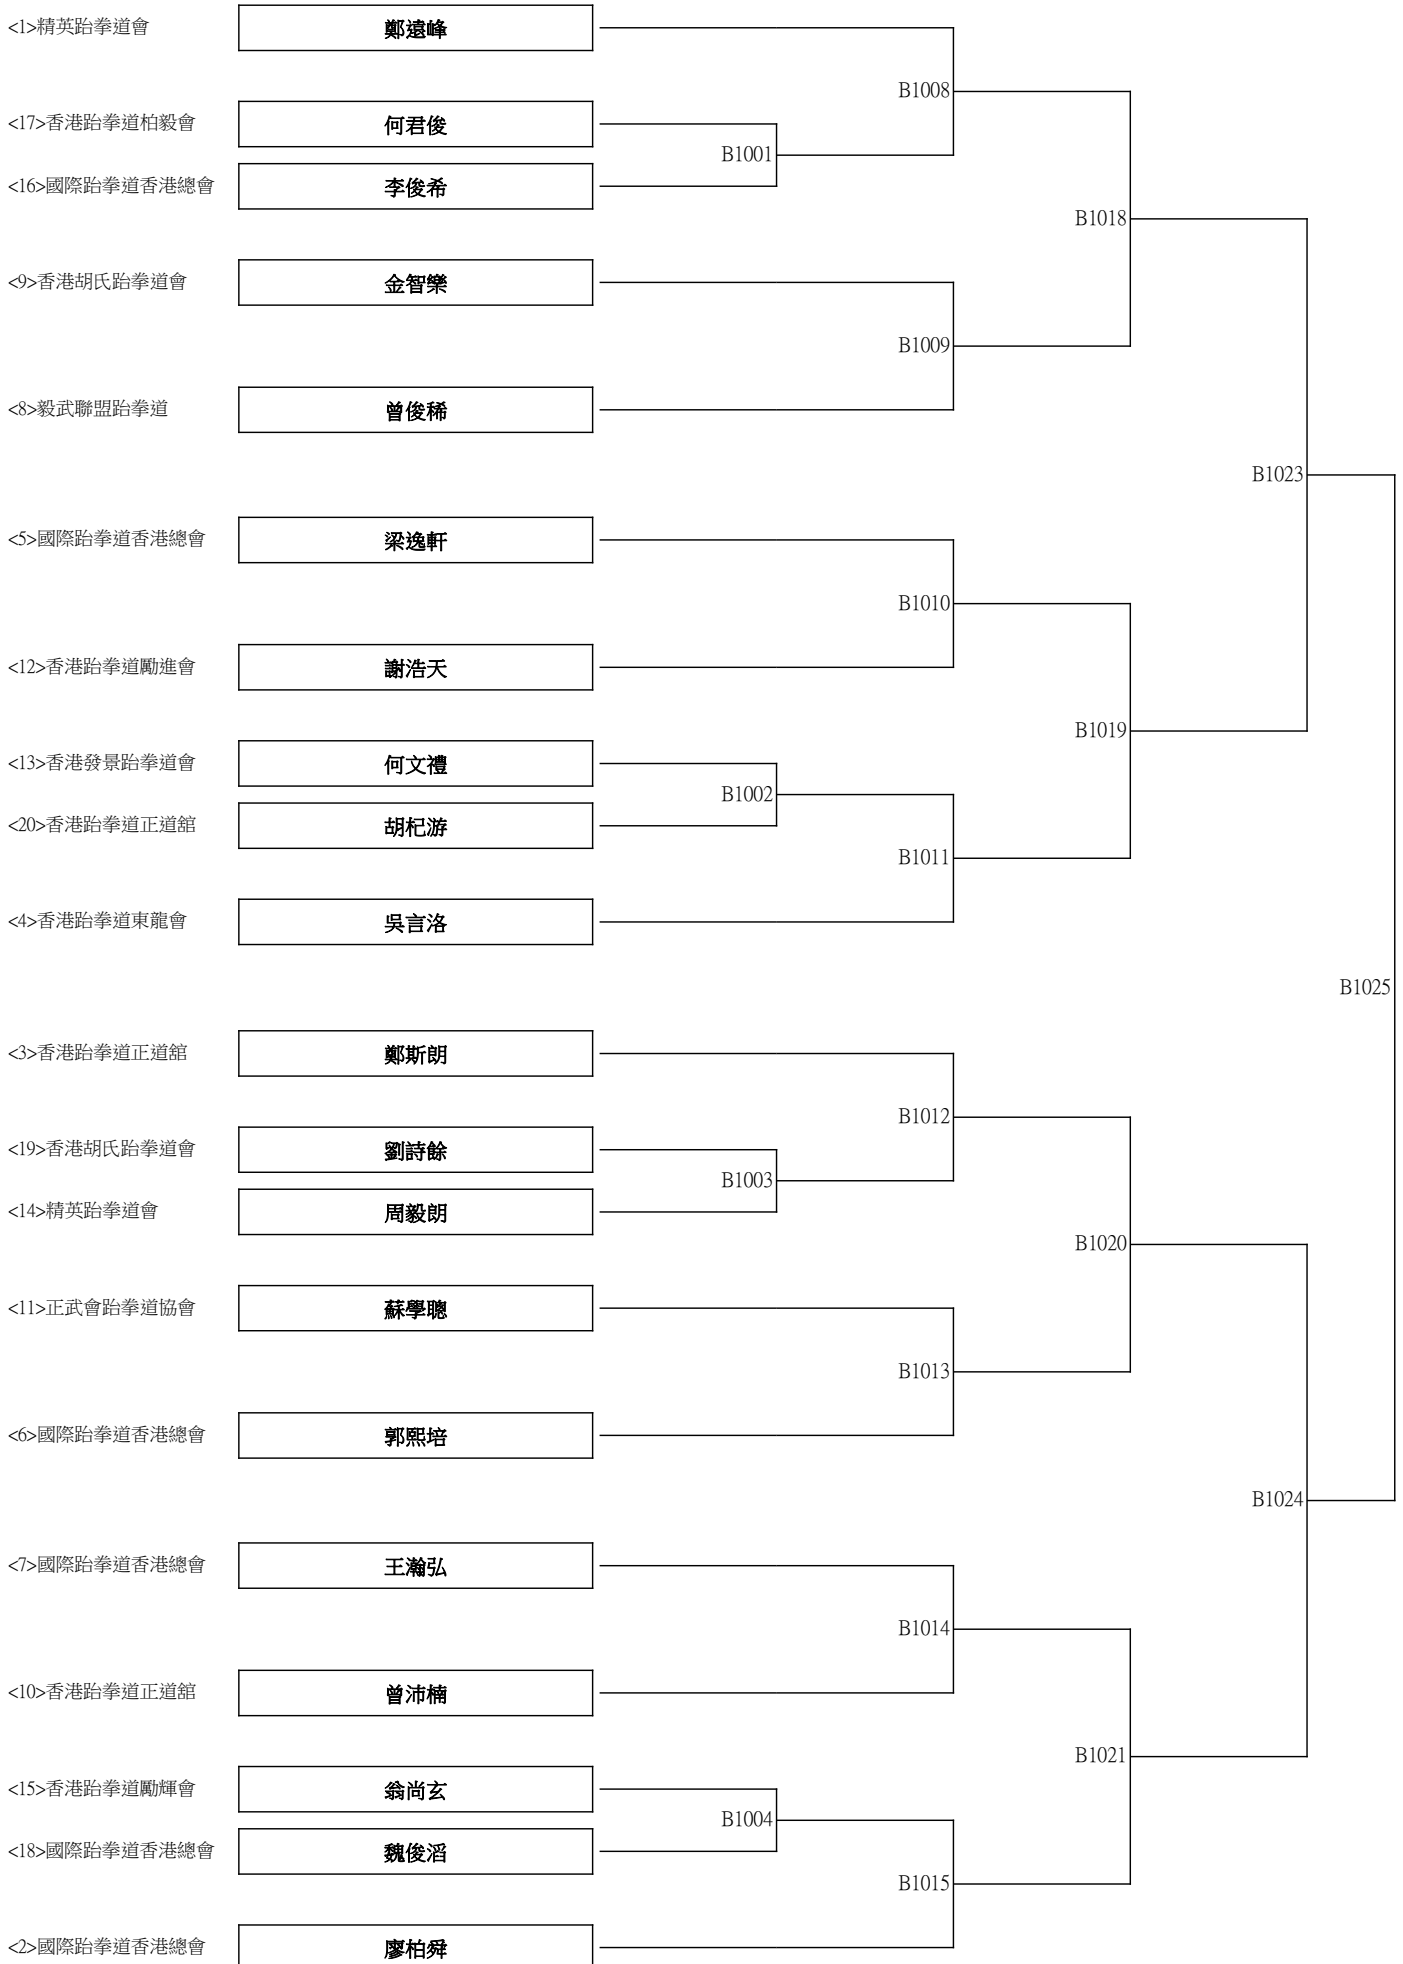 <1>精英跆拳道會 鄭遠峰
B1008
<17>香港跆拳道柏毅會 何君俊
B1001
<16>國際跆拳道香港總會 李俊希
B1018
<9>香港胡氏跆拳道會 金智樂
B1009
<8>毅武聯盟跆拳道 曾俊稀
B1023
<5>國際跆拳道香港總會 梁逸軒
B1010
<12>香港跆拳道勵進會 謝浩天
B1019
<13>香港發景跆拳道會 何文禮
B1002
<20>香港跆拳道正道舘 胡杞游
B1011
<4>香港跆拳道東龍會 吳言洛
B1025
<3>香港跆拳道正道舘 鄭斯朗
B1012
<19>香港胡氏跆拳道會 劉詩餘
B1003
<14>精英跆拳道會 周毅朗
B1020
<11>正武會跆拳道協會 蘇學聰
B1013
<6>國際跆拳道香港總會 郭熙培
B1024
<7>國際跆拳道香港總會 王瀚弘
B1014
<10>香港跆拳道正道舘 曾沛楠
B1021
<15>香港跆拳道勵輝會 翁尚玄
B1004
<18>國際跆拳道香港總會 魏俊滔
B1015
<2>國際跆拳道香港總會 廖柏舜